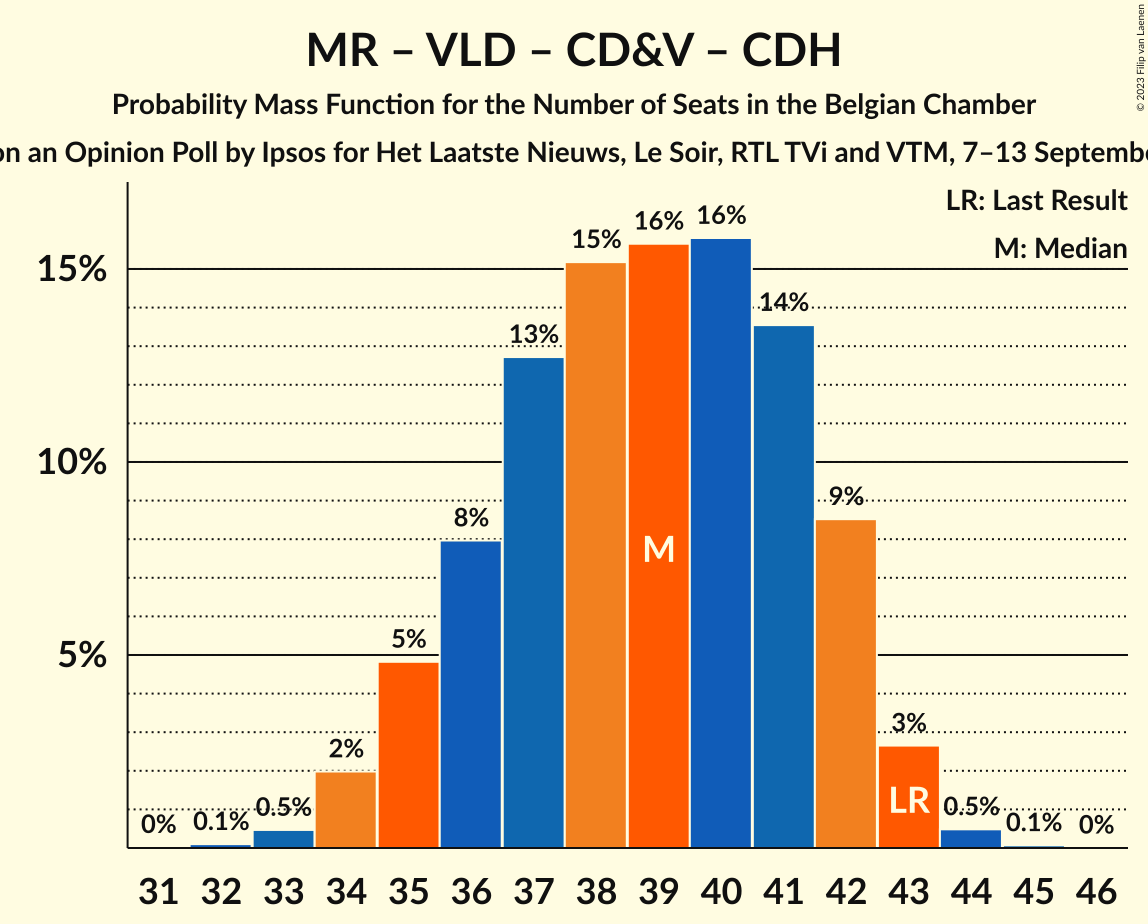 MR – VLD – CD&V – CDH
Probability Mass Function for the Number of Seats in the Belgian Chamber
on an Opinion Poll by Ipsos for Het Laatste Nieuws, Le Soir, RTL TVi and VTM, 7–13 Septembe
© 2023 Filip van Laenen
LR: Last Result
M: Median
15%
10%
5%
0%
0.1%
0.5%
2%
5%
8%
13%
15%
16%
16%
14%
9%
3%
0.5%
0.1%
0%
M
LR
31 32 33 34 35 36 37 38 39 40 41 42 43 44 45 46